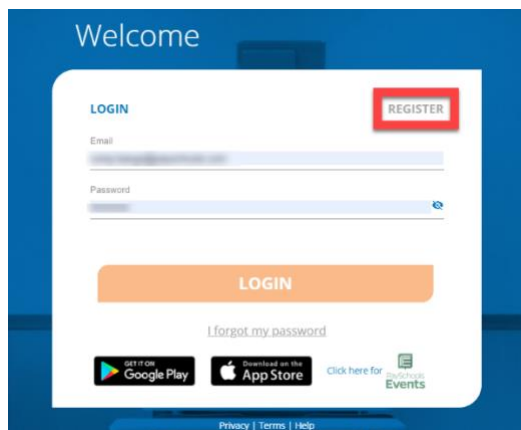 Welcome
LOGIN
REGISTER
Email
Password
LOGIN
I forgot my password
GET IT ON
Google Play
Download on the
App Store
Click here for
PaySchools
Events
Privacy | Terms | Help